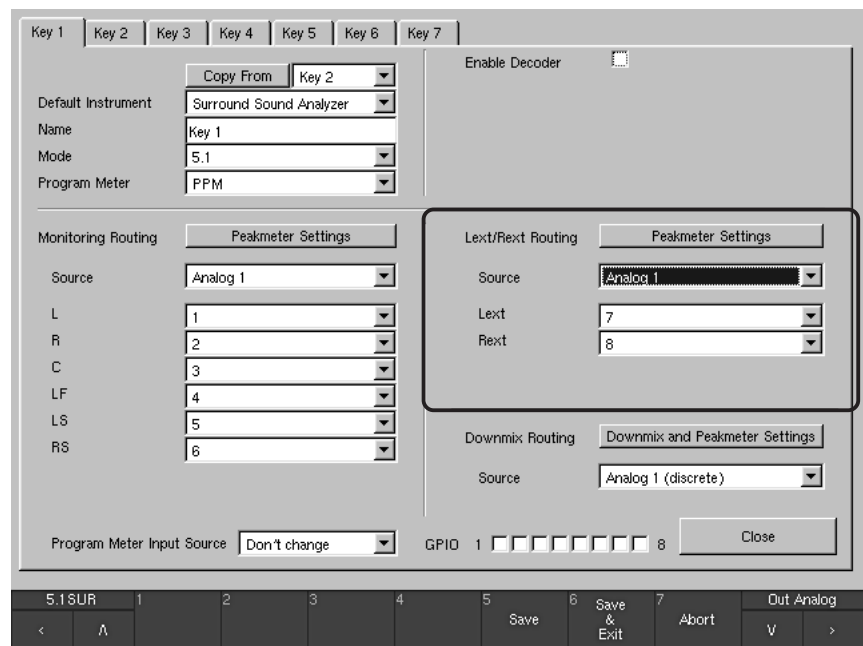 Key 1 Key 2 Key 3 Key 4 Key 5 Key 6 Key 7
Copy From Key 2
Default Instrument Surround Sound Analyzer
Name Key 1
Mode 5.1
Program Meter PPM
Enable Decoder
Monitoring Routing Peakmeter Settings
Source Analog 1
L 1
R 2
C 3
LF 4
LS 5
RS 6
Lext/Rext Routing Peakmeter Settings
Source Analog 1
Lext 7
Rext 8
Downmix Routing Downmix and Peakmeter Settings
Source Analog 1 (discrete)
Program Meter Input Source Don't change
GPIO 1 8
Close
5.1SUR 1 2 3 4 5 Save 6 Save & Exit 7 Abort Out Analog
< Λ V >